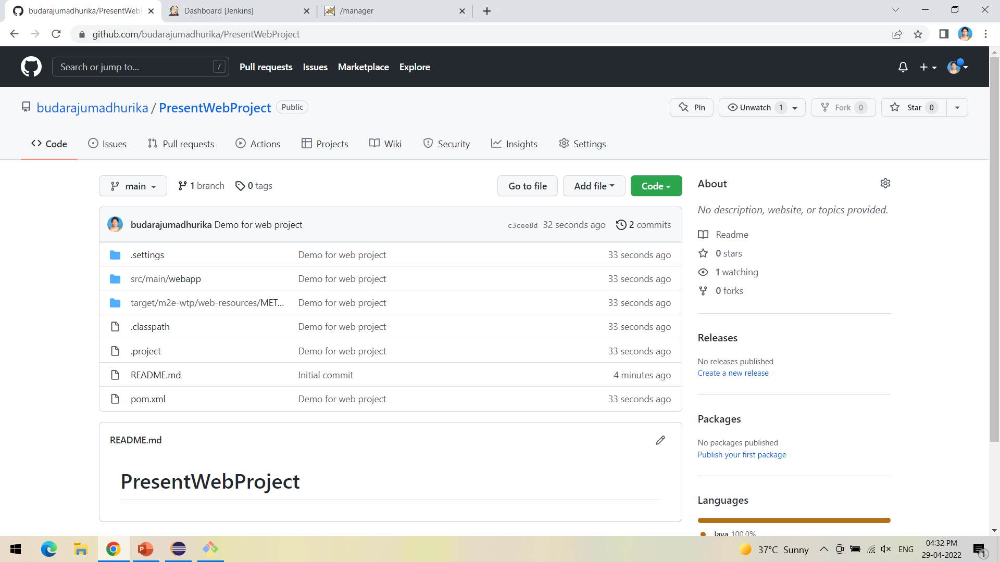 budarajumadhurika/PresentWebP
Dashboard [Jenkins]
/manager
github.com/budarajumadhurika/PresentWebProject
Search or jump to...
/
Pull requests
Issues
Marketplace
Explore
budarajumadhurika / PresentWebProject
Public
Pin
Unwatch 1
Fork 0
Star 0
Code
Issues
Pull requests
Actions
Projects
Wiki
Security
Insights
Settings
main
1 branch
0 tags
Go to file
Add file
Code
budarajumadhurika Demo for web project
c3cee8d 32 seconds ago
2 commits
.settings Demo for web project 33 seconds ago
src/main/webapp Demo for web project 33 seconds ago
target/m2e-wtp/web-resources/MET... Demo for web project 33 seconds ago
.classpath Demo for web project 33 seconds ago
.project Demo for web project 33 seconds ago
README.md Initial commit 4 minutes ago
pom.xml Demo for web project 33 seconds ago
README.md
PresentWebProject
About
No description, website, or topics provided.
Readme
0 stars
1 watching
0 forks
Releases
No releases published
Create a new release
Packages
No packages published
Publish your first package
Languages
Java 100.0%
37°C Sunny
ENG
04:32 PM
29-04-2022
1